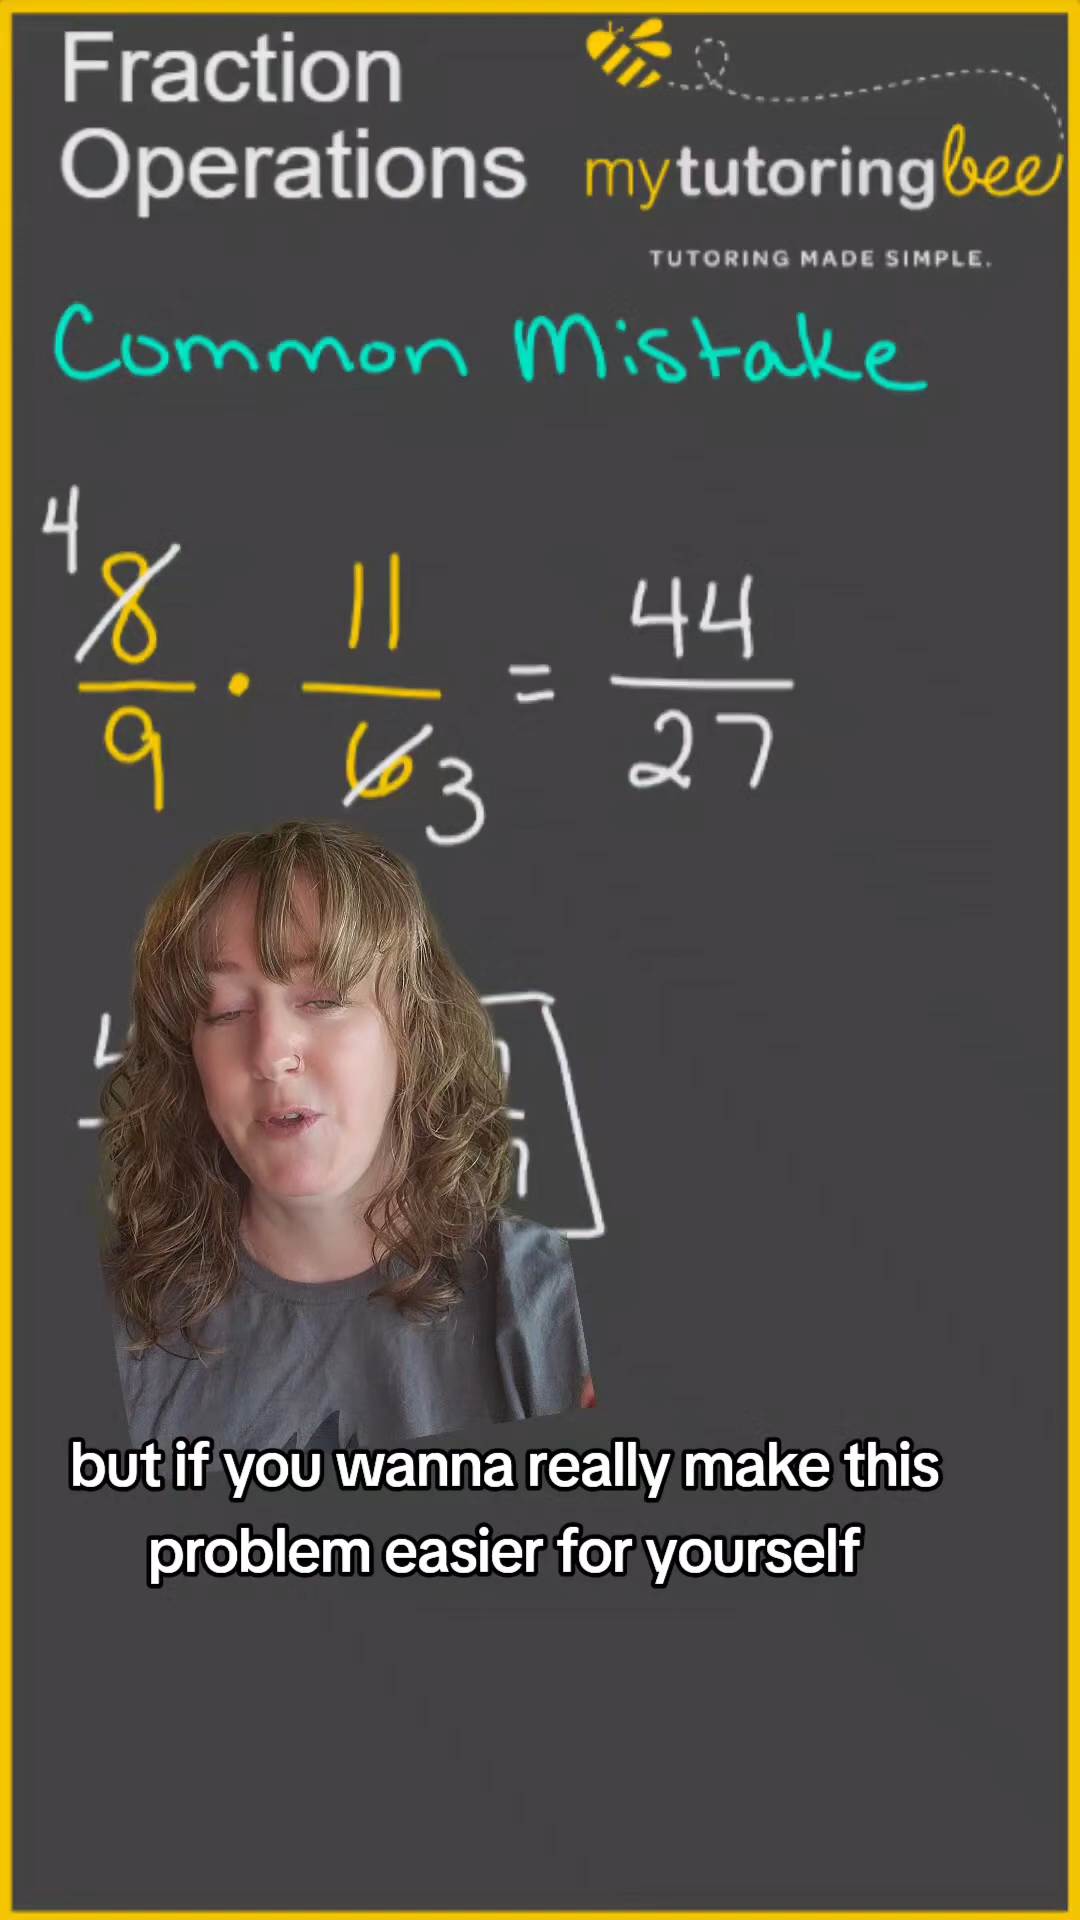 Fraction
Operations
mytutoringbee
TUTORING MADE SIMPLE.
Common Mistake
4
8 11 44
— · — = —
9 6 27
3
but if you wanna really make this
problem easier for yourself